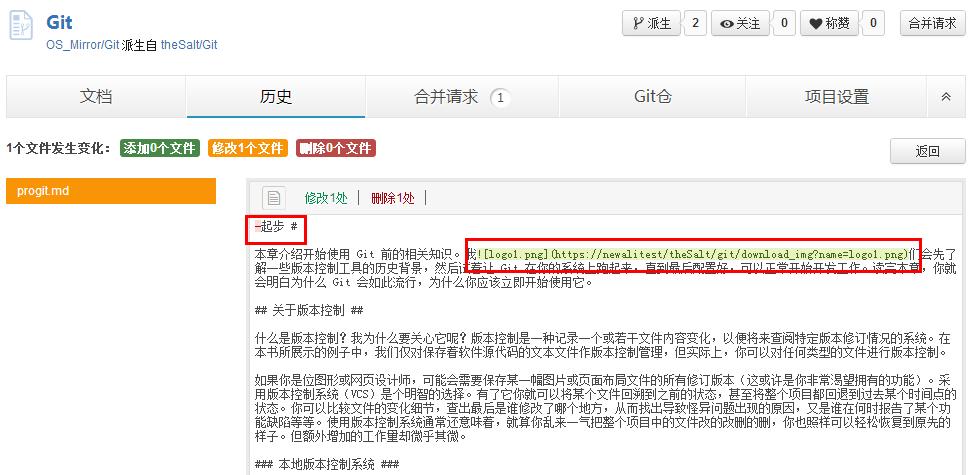 Git
OS_Mirror/Git 派生自 theSalt/Git
派生 2 关注 0 称赞 0 合并请求
文档 历史 合并请求 1 Git仓 项目设置
1个文件发生变化： 添加0个文件 修改1个文件 删除0个文件 返回
progit.md
修改1处 | 删除1处 |
起步 #
本章介绍开始使用 Git 前的相关知识。我![logo1.png](https://newalitest/theSalt/git/download_img?name=logo1.png)们会先了
解一些版本控制工具的历史背景，然后试着让 Git 在你的系统上跑起来，直到最后配置好，可以正常开始开发工作。读完本章，你就
会明白为什么 Git 会如此流行，为什么你应该立即开始使用它。
## 关于版本控制 ##
什么是版本控制？我为什么要关心它呢？版本控制是一种记录一个或若干文件内容变化，以便将来查阅特定版本修订情况的系统。在
本书所展示的例子中，我们仅对保存着软件源代码的文本文件作版本控制管理，但实际上，你可以对任何类型的文件进行版本控制。
如果你是位图形或网页设计师，可能会需要保存某一幅图片或页面布局文件的所有修订版本（这或许是你非常渴望拥有的功能）。采
用版本控制系统（VCS）是个明智的选择。有了它你就可以将某个文件回溯到之前的状态，甚至将整个项目都回退到过去某个时间点的
状态。你可以比较文件的变化细节，查出最后是谁修改了哪个地方，从而找出导致怪异问题出现的原因，又是谁在何时报告了某个功
能缺陷等等。使用版本控制系统通常还意味着，就算你乱来一气把整个项目中的文件改的改删的删，你也照样可以轻松恢复到原先的
样子。但额外增加的工作量却微乎其微。
### 本地版本控制系统 ###